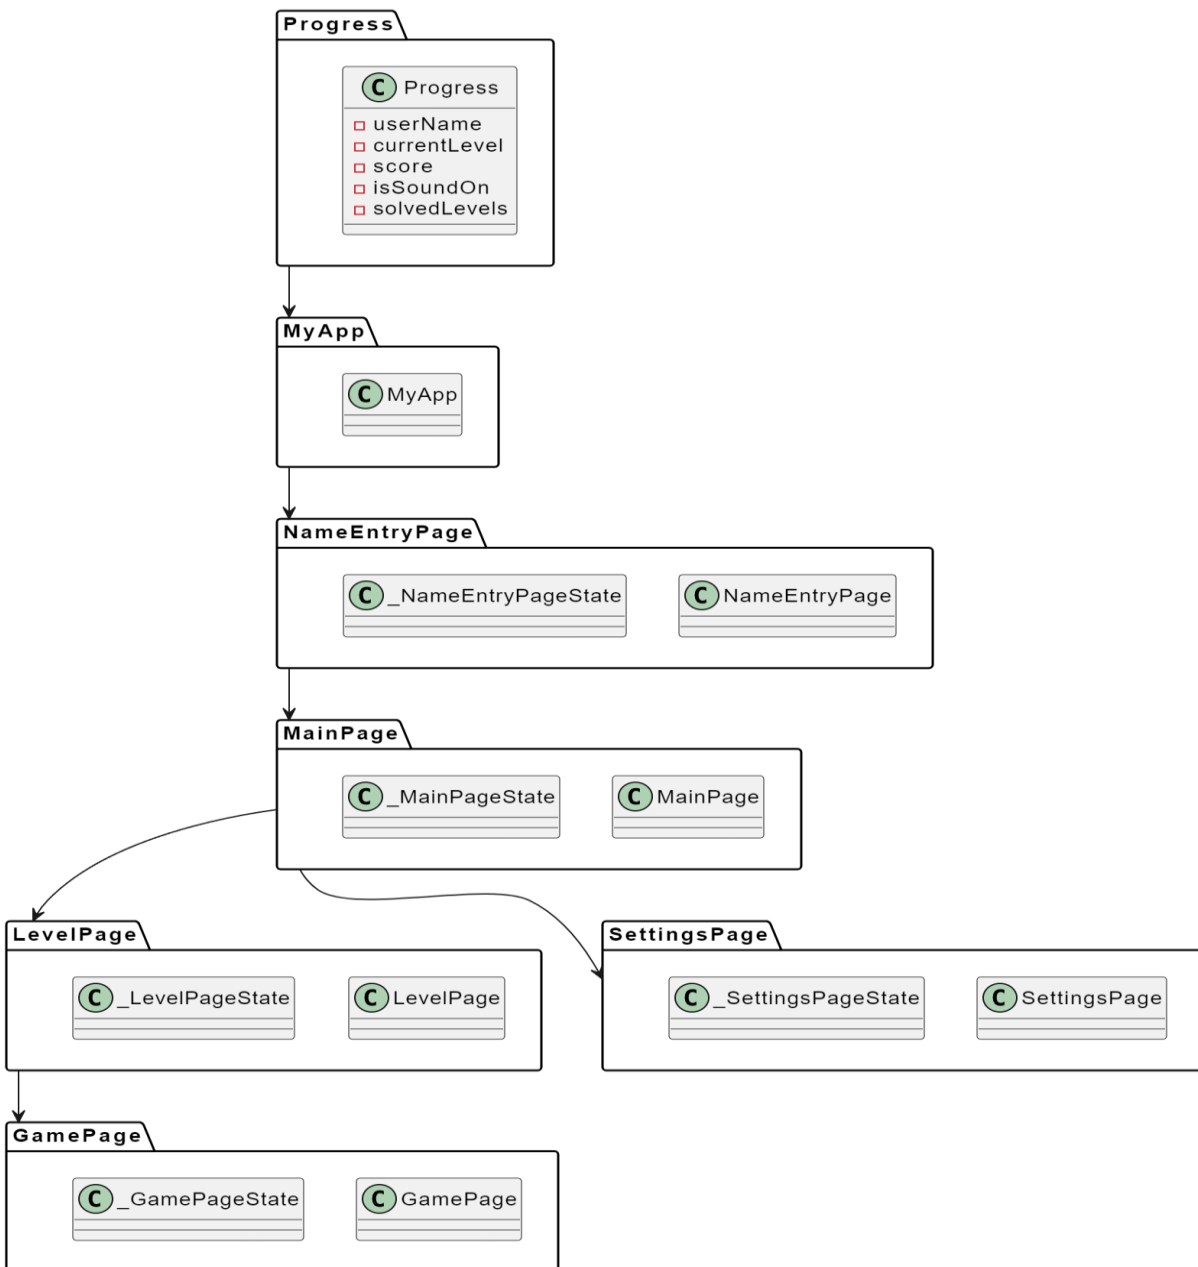 Progress
C Progress
userName
currentLevel
score
isSoundOn
solvedLevels
MyApp
C MyApp
NameEntryPage
C _NameEntryPageState
C NameEntryPage
MainPage
C _MainPageState
C MainPage
LevelPage
C _LevelPageState
C LevelPage
SettingsPage
C _SettingsPageState
C SettingsPage
GamePage
C _GamePageState
C GamePage